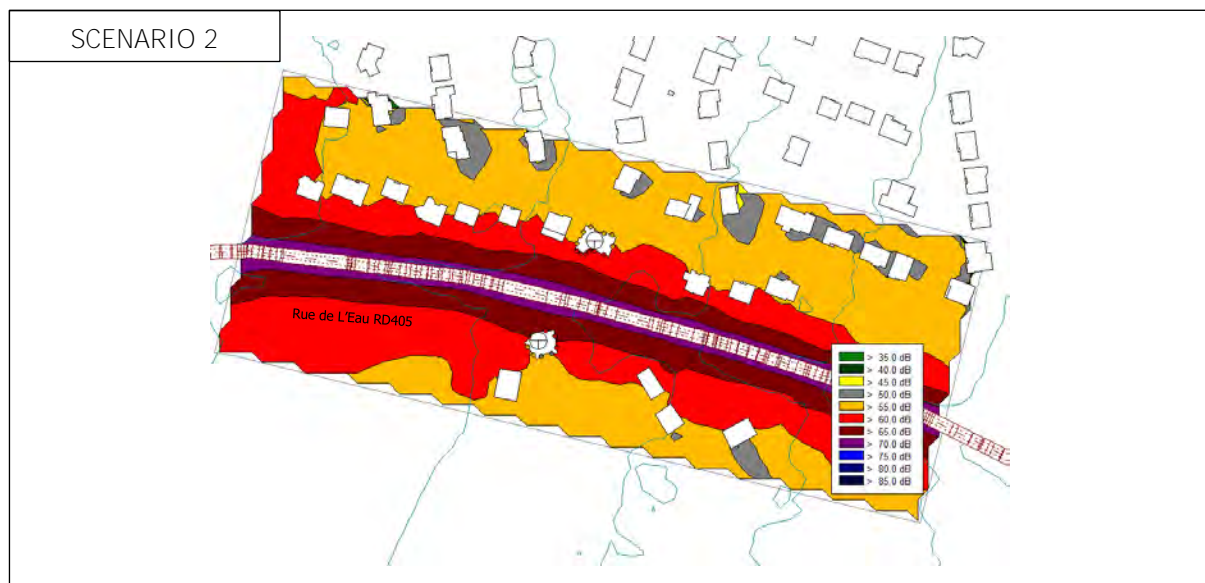 SCENARIO 2
Rue de L'Eau RD405
> 35.0 dB
> 40.0 dB
> 45.0 dB
> 50.0 dB
> 55.0 dB
> 60.0 dB
> 65.0 dB
> 70.0 dB
> 75.0 dB
> 80.0 dB
> 85.0 dB